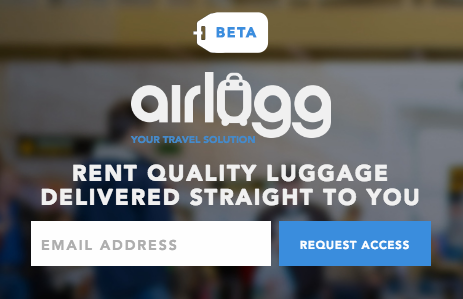 BETA
airlugg
YOUR TRAVEL SOLUTION
RENT QUALITY LUGGAGE
DELIVERED STRAIGHT TO YOU
EMAIL ADDRESS
REQUEST ACCESS